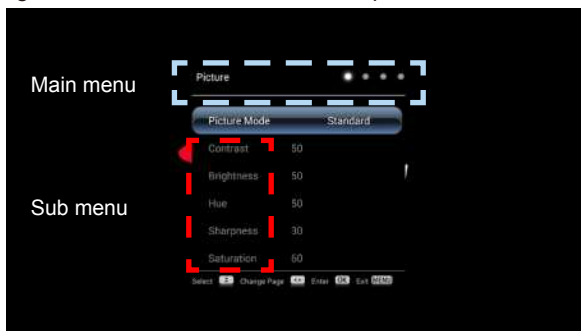 Main menu
Picture
Picture Mode Standard
Contrast 50
Brightness 50
Hue 50
Sub menu
Sharpness 30
Saturation 60
Select Change Page Enter OK Exit MENU